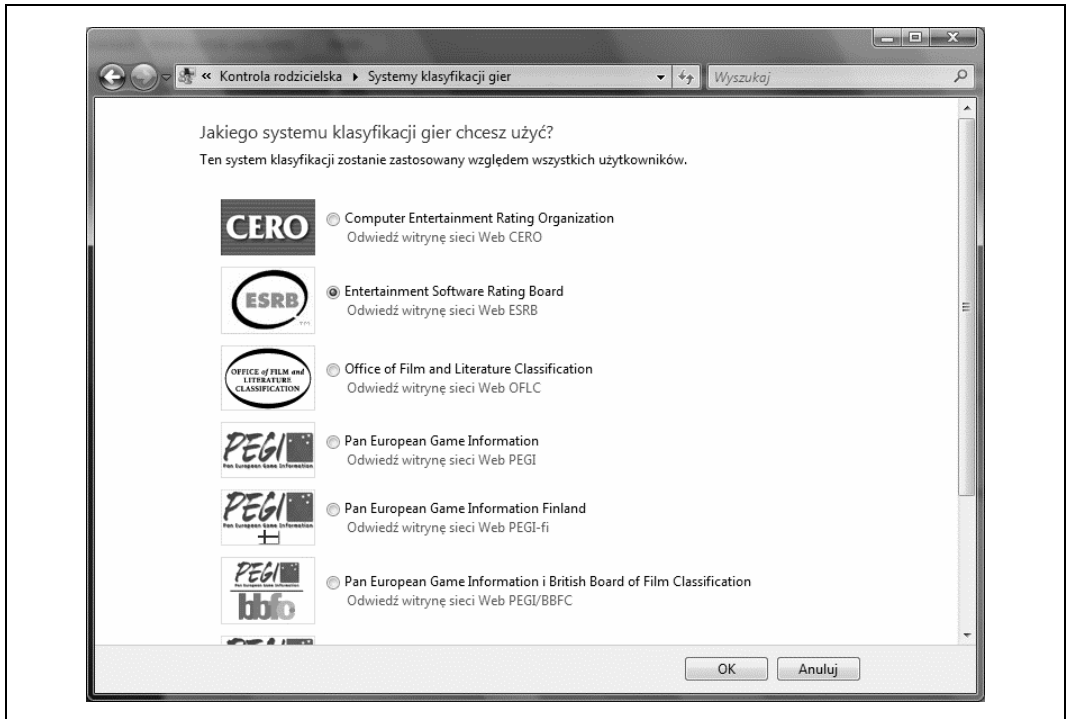 Kontrola rodzicielska Systemy klasyfikacji gier Wyszukaj
Jakiego systemu klasyfikacji gier chcesz użyć?
Ten system klasyfikacji zostanie zastosowany względem wszystkich użytkowników.
CERO
Computer Entertainment Rating Organization
Odwiedź witrynę sieci Web CERO
ESRB
TM
Entertainment Software Rating Board
Odwiedź witrynę sieci Web ESRB
OFFICE of FILM and
LITERATURE
CLASSIFICATION
Office of Film and Literature Classification
Odwiedź witrynę sieci Web OFLC
PEGI
Pan European Game Information
Pan European Game Information
Odwiedź witrynę sieci Web PEGI
PEGI
Pan European Game Information
Pan European Game Information Finland
Odwiedź witrynę sieci Web PEGI-fi
PEGI
Pan European Game Information
bbfc
Pan European Game Information i British Board of Film Classification
Odwiedź witrynę sieci Web PEGI/BBFC
OK Anuluj